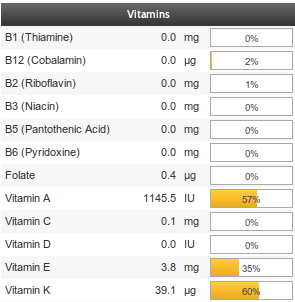 Vitamins
B1 (Thiamine) 0.0 mg 0%
B12 (Cobalamin) 0.0 µg 2%
B2 (Riboflavin) 0.0 mg 1%
B3 (Niacin) 0.0 mg 0%
B5 (Pantothenic Acid) 0.0 mg 0%
B6 (Pyridoxine) 0.0 mg 0%
Folate 0.4 µg 0%
Vitamin A 1145.5 IU 57%
Vitamin C 0.1 mg 0%
Vitamin D 0.0 IU 0%
Vitamin E 3.8 mg 35%
Vitamin K 39.1 µg 60%